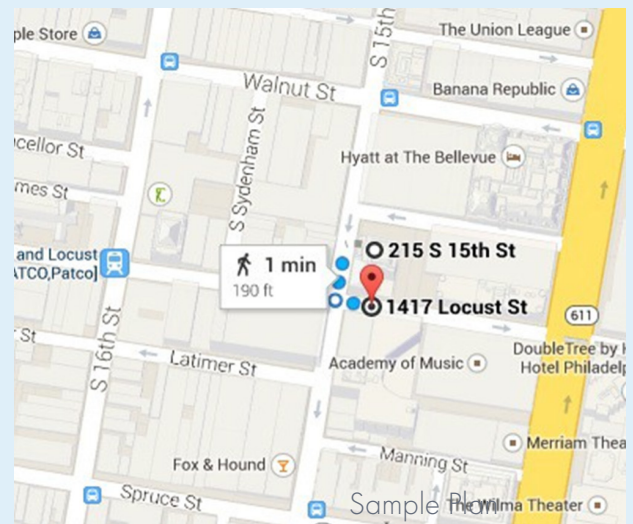 The Union League
ple Store
S 15th
Walnut St
Banana Republic
cellor St
S Sydenham St
Hyatt at The Bellevue
mes St
215 S 15th St
and Locust
ATCO,Patco]
1 min
190 ft
1417 Locust St
611
St
S 16th St
Latimer St
Academy of Music
DoubleTree by H
Hotel Philadelp
Merriam Thea
Fox & Hound
Manning St
Spruce St
Sample Plan
The Wilma Theater